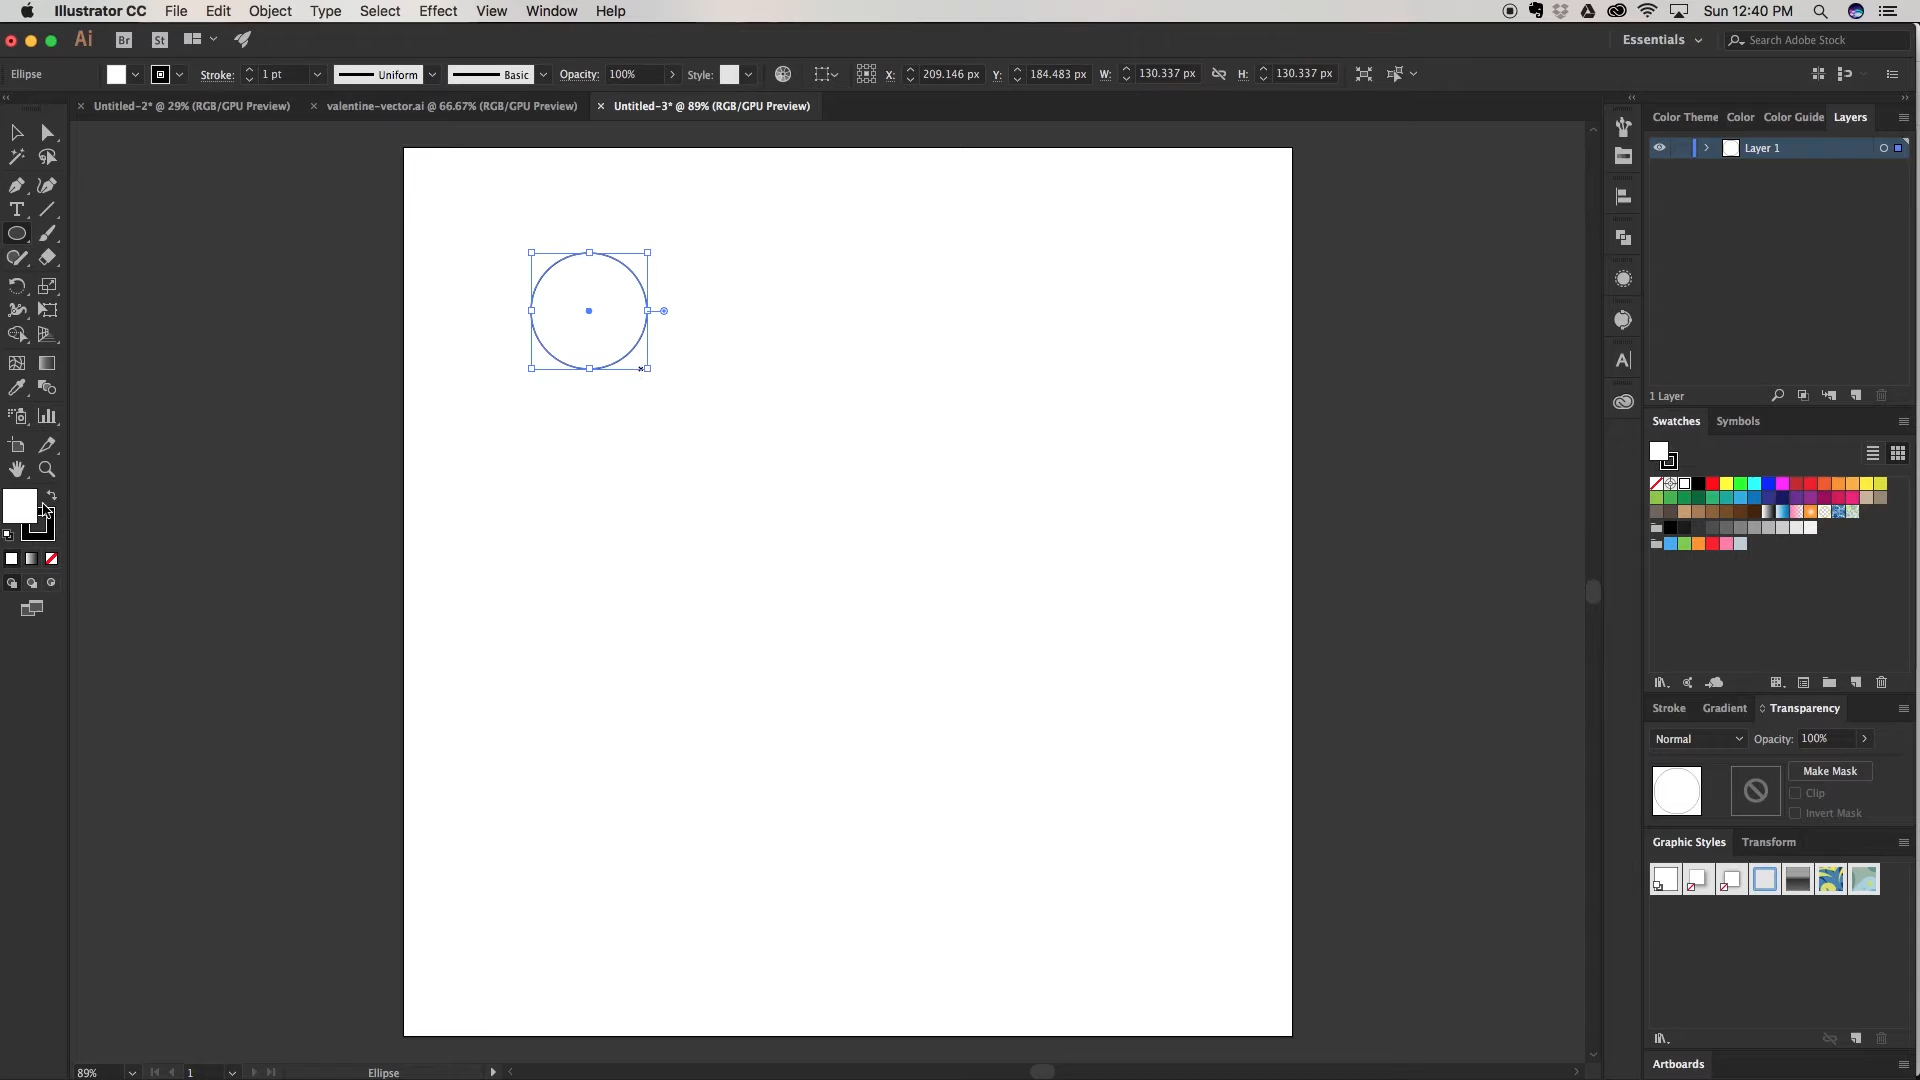 Illustrator CC File Edit Object Type Select Effect View Window Help Sun 12:40 PM
Ai Br St Essentials Search Adobe Stock
Ellipse Stroke: 1 pt Uniform Basic Opacity: 100% Style: X: 209.146 px Y: 184.483 px W: 130.337 px H: 130.337 px
× Untitled-2* @ 29% (RGB/GPU Preview) × valentine-vector.ai @ 66.67% (RGB/GPU Preview) × Untitled-3* @ 89% (RGB/GPU Preview)
Color Theme Color Color Guide Layers
Layer 1
1 Layer
Swatches Symbols
Stroke Gradient Transparency
Normal Opacity: 100%
Make Mask
Clip
Invert Mask
Graphic Styles Transform
Artboards
89% 1 Ellipse